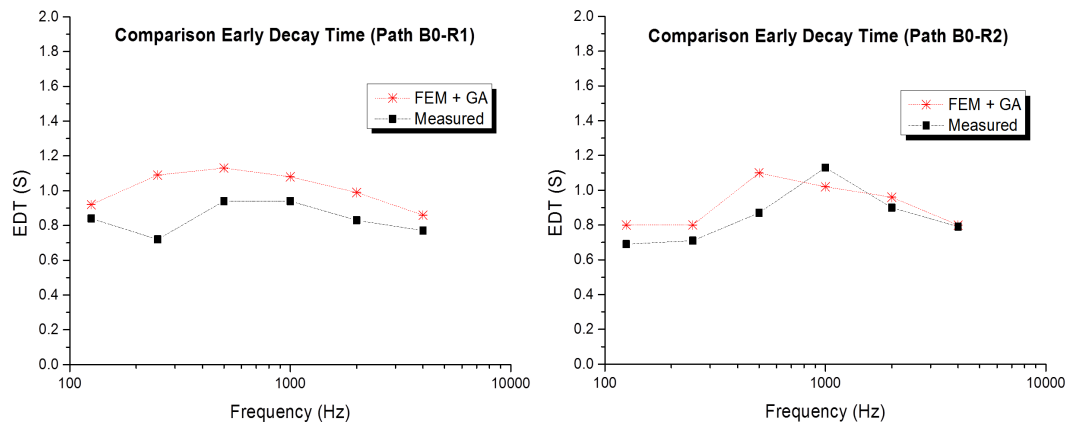 Comparison Early Decay Time (Path B0-R1)
FEM + GA
Measured
EDT (S)
2.0
1.8
1.6
1.4
1.2
1.0
0.8
0.6
0.4
0.2
0.0
100
1000
10000
Frequency (Hz)
Comparison Early Decay Time (Path B0-R2)
FEM + GA
Measured
EDT (S)
2.0
1.8
1.6
1.4
1.2
1.0
0.8
0.6
0.4
0.2
0.0
100
1000
10000
Frequency (Hz)